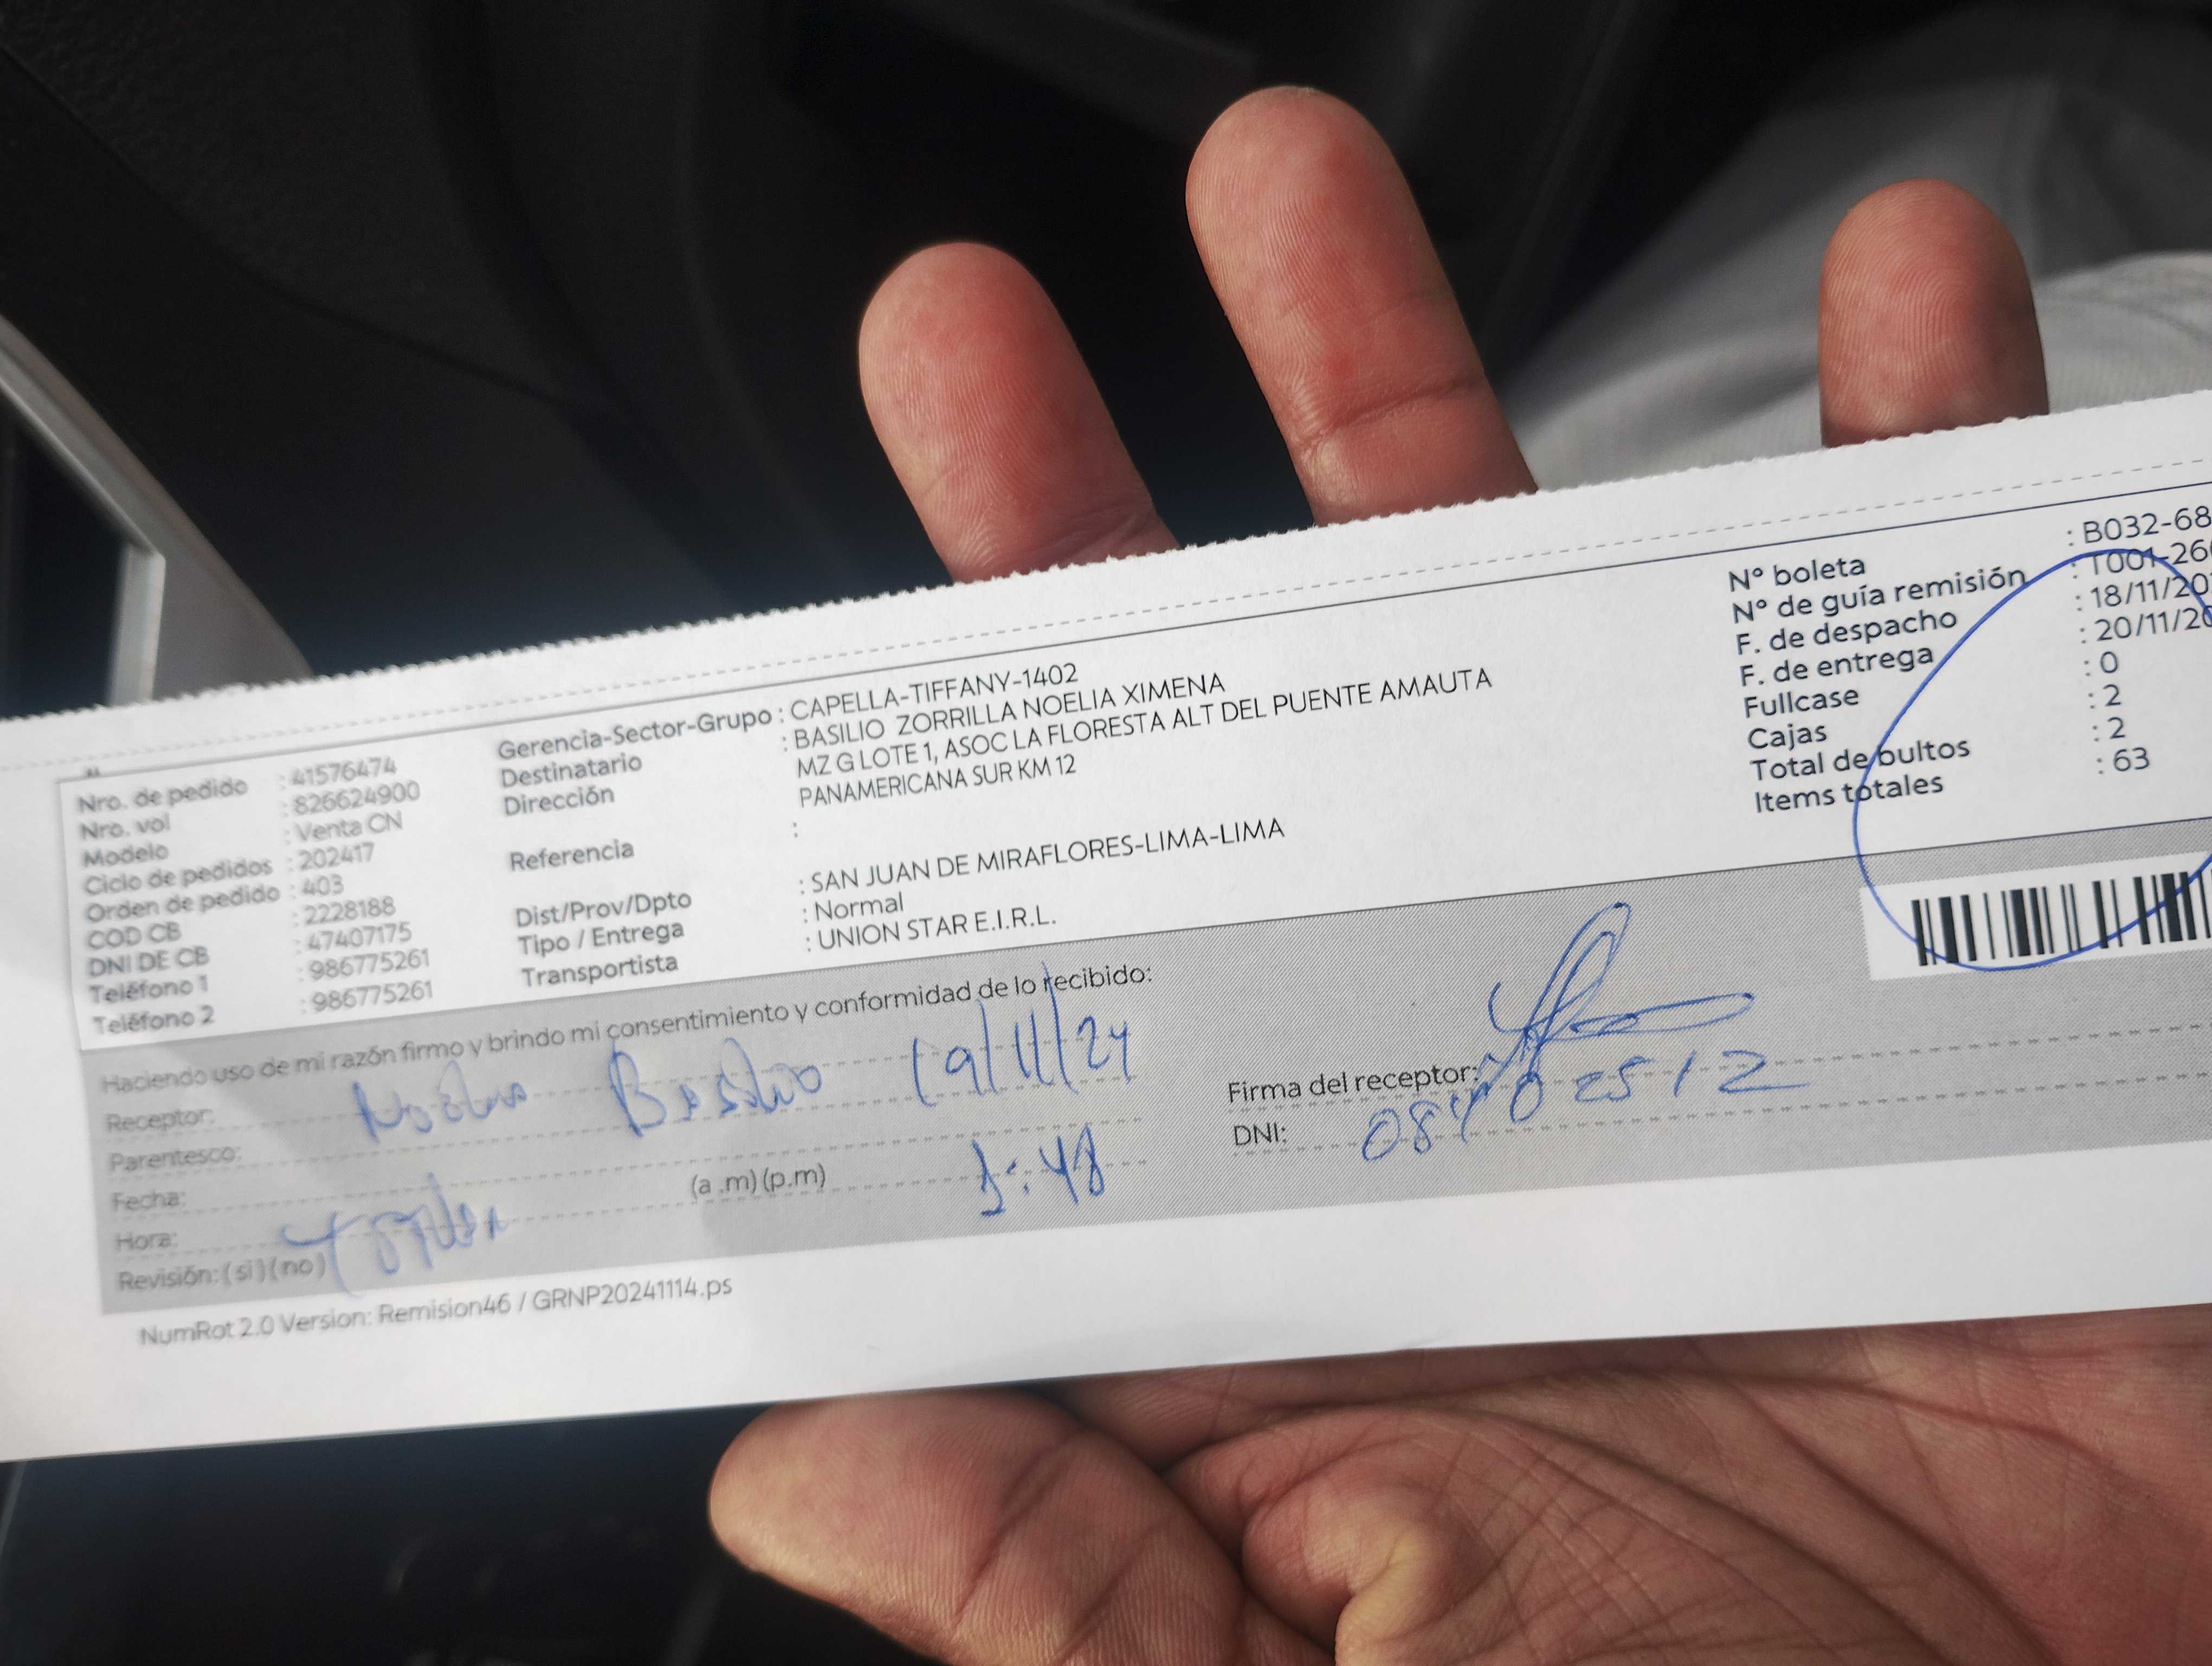 Nro. de pedido : 41576474
Nro. vol : 826624900
Modelo : Venta CN
Ciclo de pedidos : 202417
Orden de pedido : 403
COD CB : 2228188
DNI DE CB : 47407175
Teléfono 1 : 986775261
Teléfono 2 : 986775261
Gerencia-Sector-Grupo : CAPELLA-TIFFANY-1402
Destinatario : BASILIO ZORRILLA NOELIA XIMENA
Dirección MZ G LOTE 1, ASOC LA FLORESTA ALT DEL PUENTE AMAUTA
PANAMERICANA SUR KM 12
Referencia :
Dist/Prov/Dpto : SAN JUAN DE MIRAFLORES-LIMA-LIMA
Tipo / Entrega : Normal
Transportista : UNION STAR E.I.R.L.
N° boleta : B032-68
N° de guía remisión : T001-26
F. de despacho : 18/11/20
F. de entrega : 20/11/20
Fullcase : 0
Cajas : 2
Total de bultos : 2
Items totales : 63
Haciendo uso de mi razón firmo y brindo mi consentimiento y conformidad de lo recibido:
Receptor: Basilio 19/11/24
Parentesco:
Fecha:
Hora: (a .m) (p.m) 1:48
Revisión: ( si ) ( no )
Firma del receptor:
DNI:
NumRot 2.0 Version: Remision46 / GRNP20241114.ps